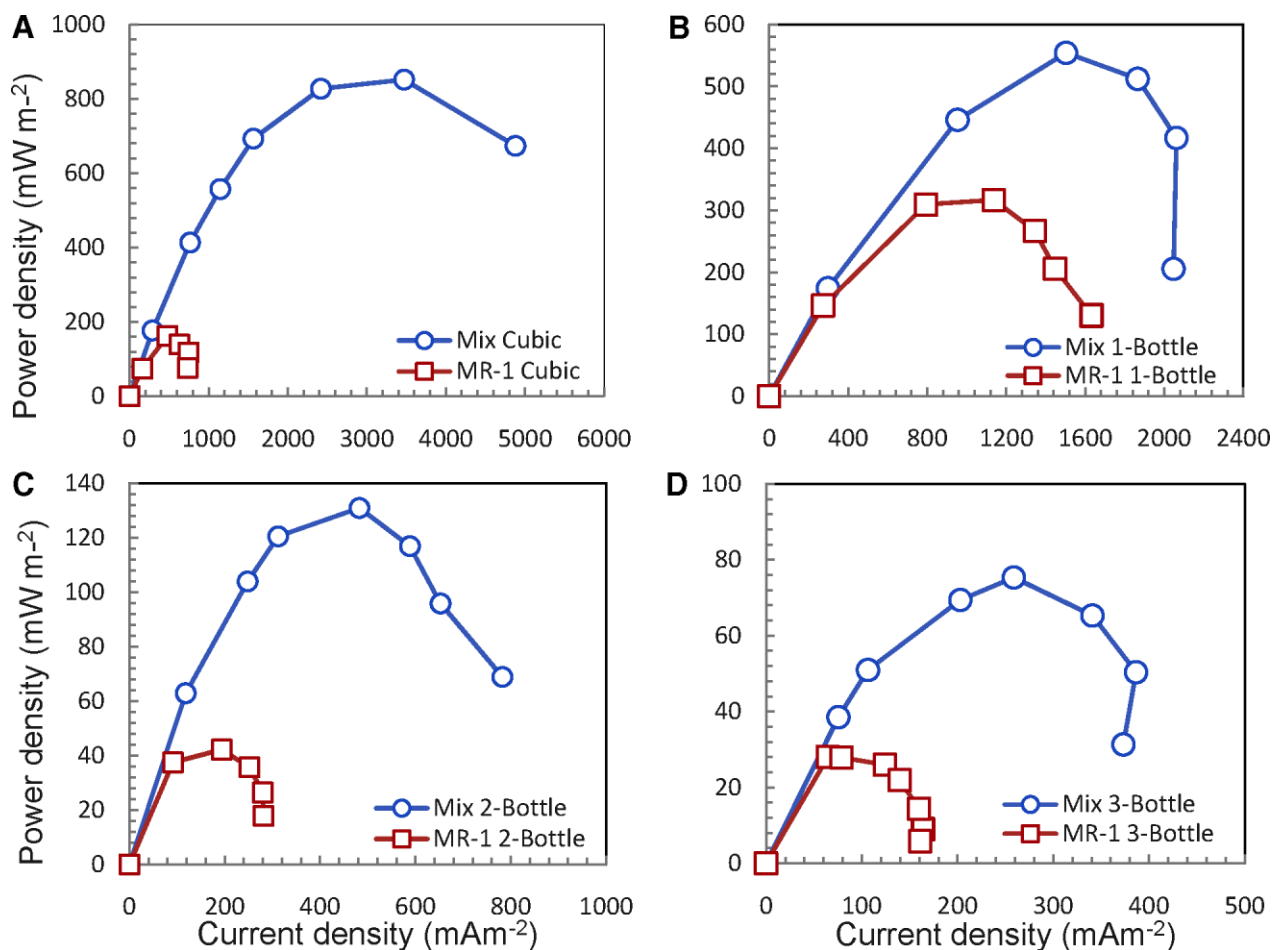 A
Power density (mW m-2)
1000
800
600
400
200
0
0 1000 2000 3000 4000 5000 6000
Mix Cubic
MR-1 Cubic
B
600
500
400
300
200
100
0
0 400 800 1200 1600 2000 2400
Mix 1-Bottle
MR-1 1-Bottle
C
Power density (mW m-2)
140
120
100
80
60
40
20
0
0 200 400 600 800 1000
Mix 2-Bottle
MR-1 2-Bottle
Current density (mAm-2)
D
100
80
60
40
20
0
0 100 200 300 400 500
Mix 3-Bottle
MR-1 3-Bottle
Current density (mAm-2)